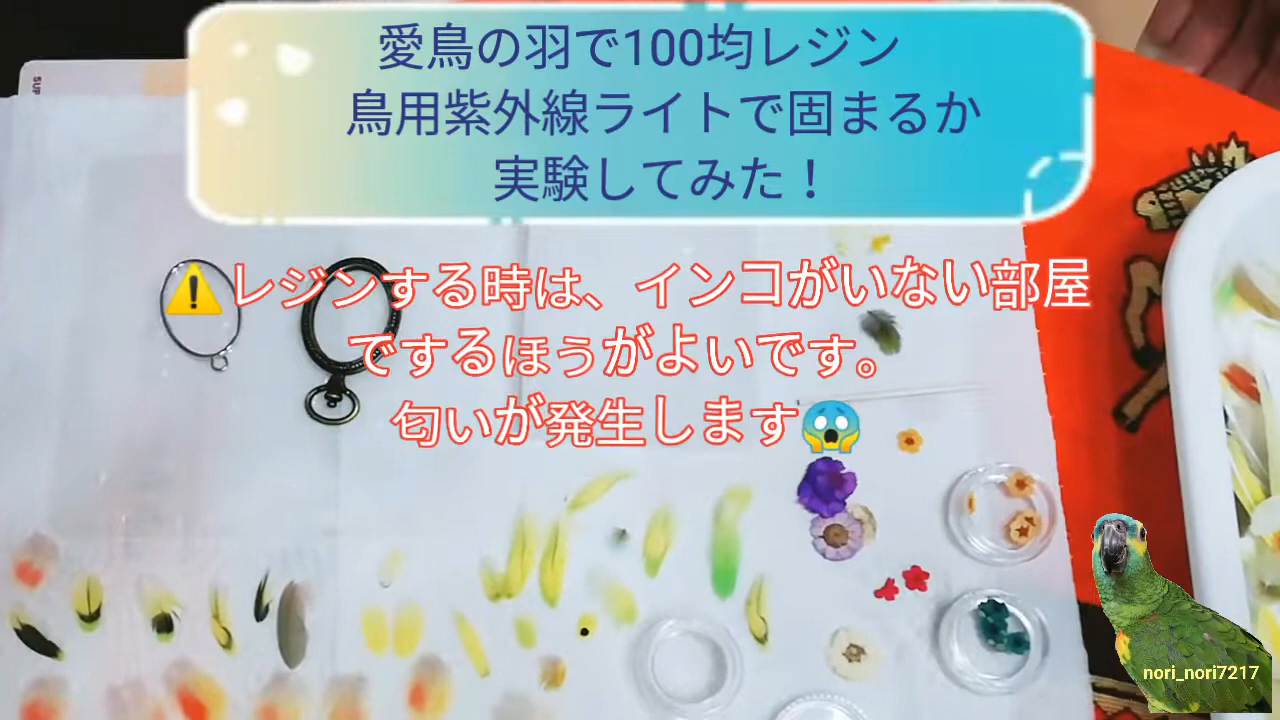 愛鳥の羽で100均レジン
鳥用紫外線ライトで固まるか
実験してみた！
⚠️レジンする時は、インコがいない部屋
でするほうがよいです。
匂いが発生します😱
nori_nori7217